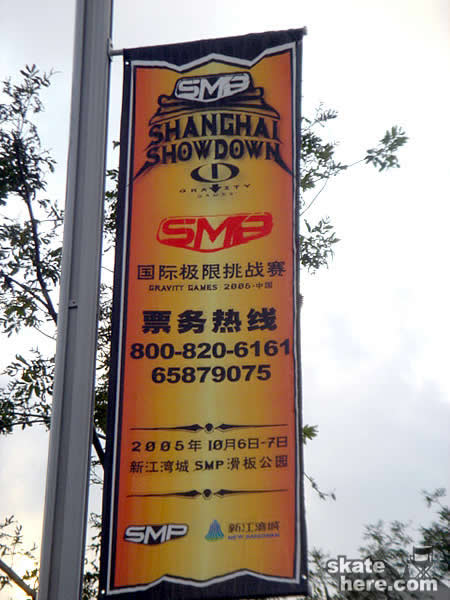 SMP
SHANGHAI
SHOWDOWN
GRAVITY
GAMES
SMP
国际极限挑战赛
GRAVITY GAMES 2005·中国
票务热线
800-820-6161
65879075
2005年10月6日-7日
新江湾城 SMP 滑板公园
SMP 新江湾城
NEW JIANGWAN
skate
here.com